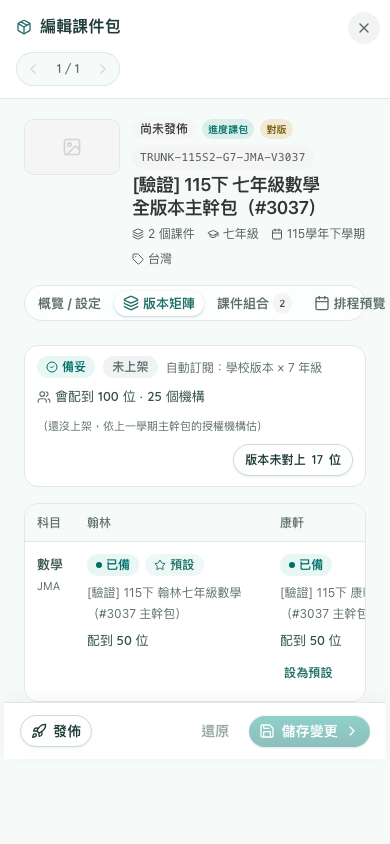 編輯課件包
1 / 1
尚未發佈 進度課包 對版
TRUNK-115S2-G7-JMA-V3037
[驗證] 115下 七年級數學
全版本主幹包（#3037）
2 個課件 七年級 115學年下學期
台灣
概覽 / 設定 版本矩陣 課件組合 2 排程預覽
備妥 未上架 自動訂閱：學校版本 × 7 年級
會配到 100 位 · 25 個機構
（還沒上架，依上一學期主幹包的授權機構估）
版本未對上 17 位
科目 翰林 康軒
數學 已備 預設 已備
JMA
[驗證] 115下 翰林七年級數學 [驗證] 115下
（#3037 主幹包） （#3037 主幹包
配到 50 位 配到 50 位
設為預設
發佈 還原 儲存變更